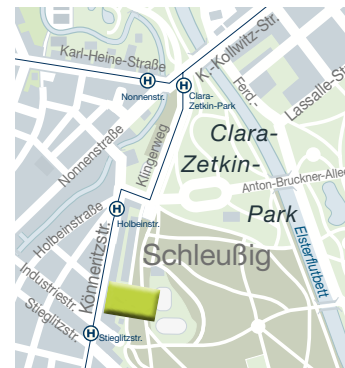 K.-Kollwitz-Str.
Karl-Heine-Straße
Lassalle-Str.
Ferd.-
H
H
Nonnenstr.
Clara-
Zetkin-Park
Nonnenstraße
Klingerweg
Clara-
Zetkin-
Park
Anton-Bruckner-Allee
Holbeinstraße
H
Holbeinstr.
Könneritzstr.
Elsterflutbett
Schleußig
Industriestr.
Stieglitzstr.
H
Stieglitzstr.